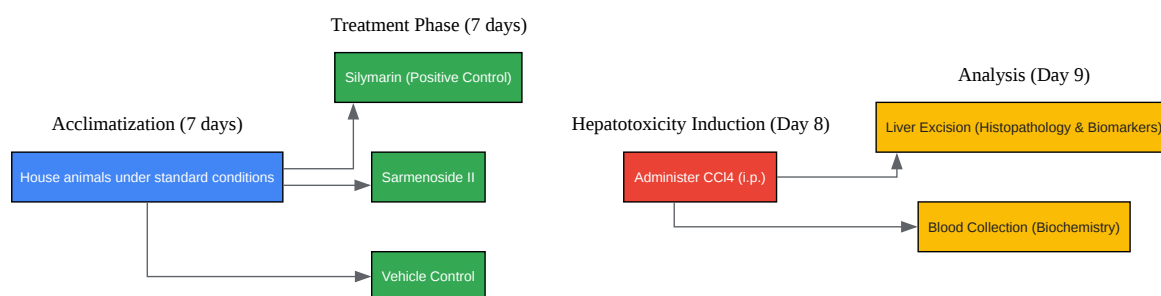 Treatment Phase (7 days)
Silymarin (Positive Control)
Acclimatization (7 days)
House animals under standard conditions
Sarmenoside II
Vehicle Control
Hepatotoxicity Induction (Day 8)
Administer CCl4 (i.p.)
Analysis (Day 9)
Liver Excision (Histopathology & Biomarkers)
Blood Collection (Biochemistry)